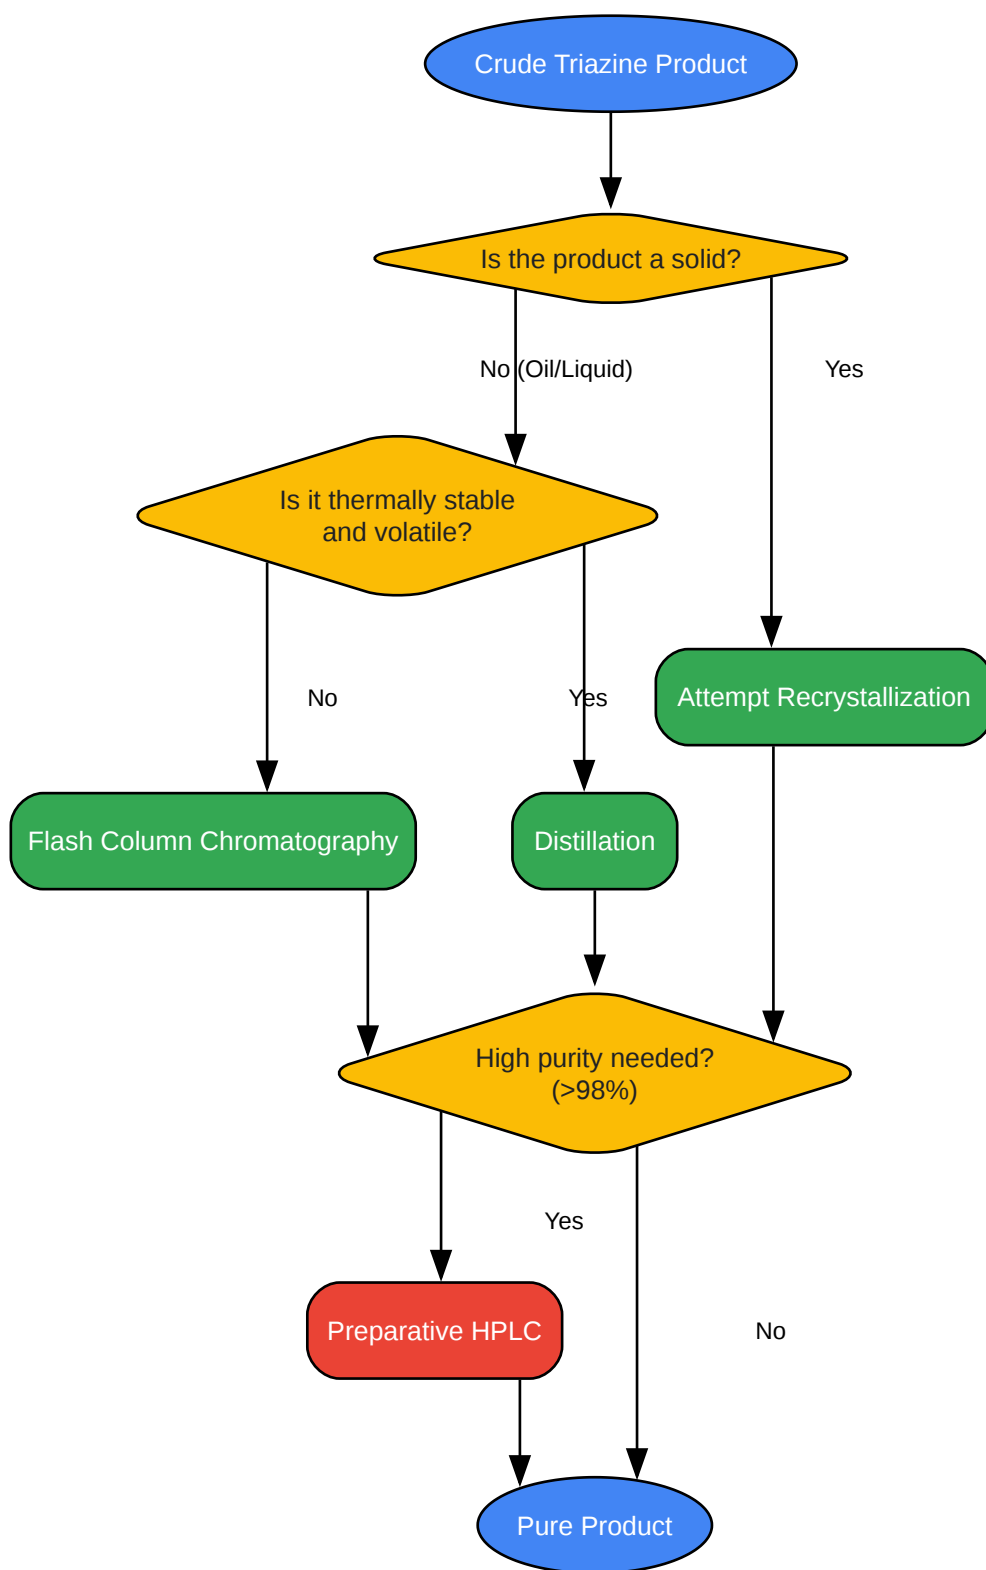 Crude Triazine Product
Is the product a solid?
No (Oil/Liquid)
Yes
Is it thermally stable
and volatile?
No
Yes
Attempt Recrystallization
Flash Column Chromatography
Distillation
High purity needed?
(>98%)
Yes
Preparative HPLC
No
Pure Product